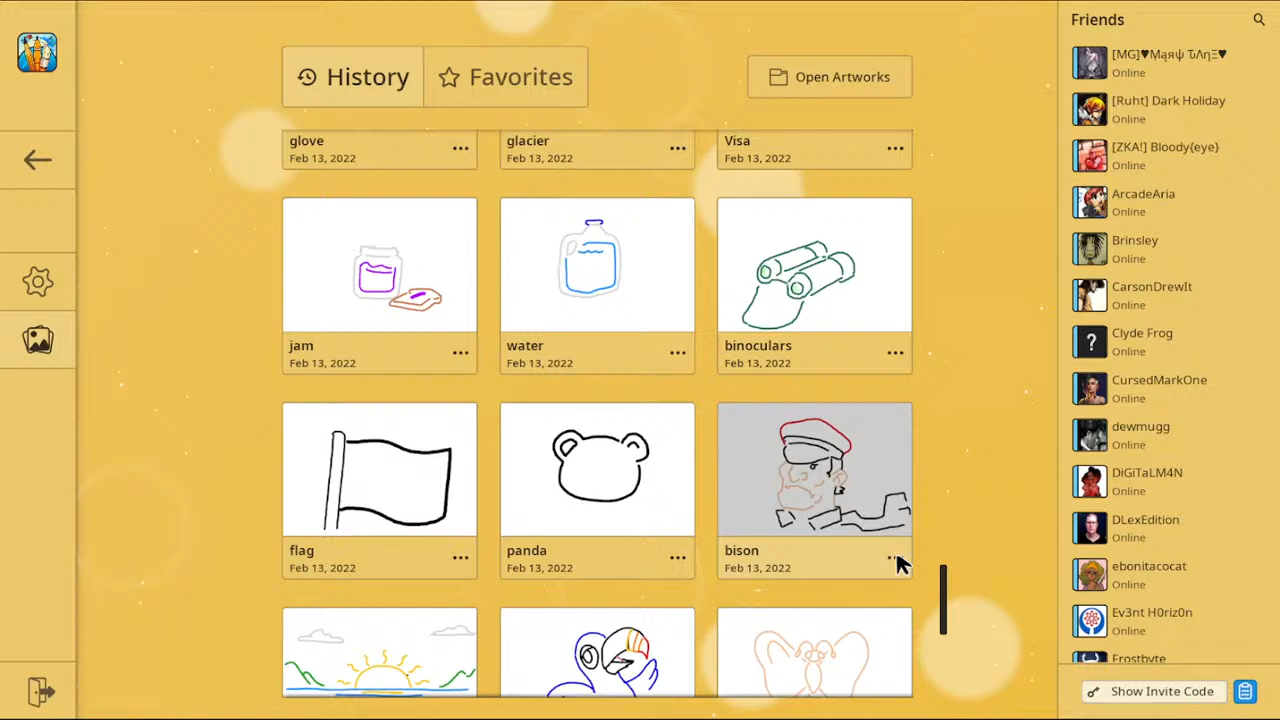 History
Favorites
Open Artworks
glove
Feb 13, 2022
glacier
Feb 13, 2022
Visa
Feb 13, 2022
jam
Feb 13, 2022
water
Feb 13, 2022
binoculars
Feb 13, 2022
flag
Feb 13, 2022
panda
Feb 13, 2022
bison
Feb 13, 2022
Friends
[MG]♥Ɱąяψ ԎΛηΞ♥
Online
[Ruht] Dark Holiday
Online
[ZKA!] Bloody{eye}
Online
ArcadeAria
Online
Brinsley
Online
CarsonDrewIt
Online
?
Clyde Frog
Online
CursedMarkOne
Online
dewmugg
Online
DiGiTaLM4N
Online
DLexEdition
Online
ebonitacocat
Online
Ev3nt H0riz0n
Online
Frostbyte
Show Invite Code